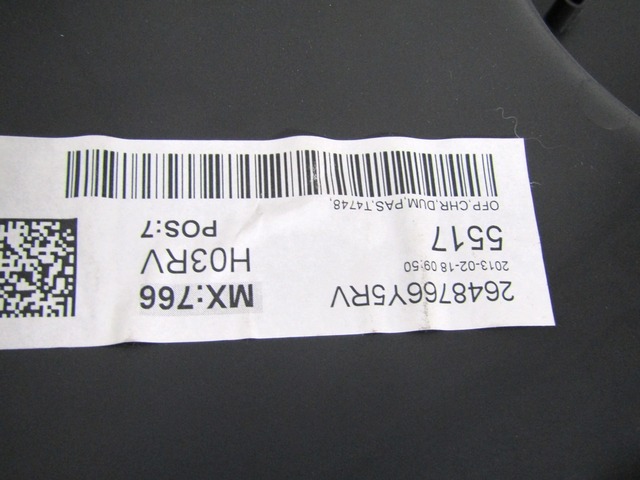 2648766Y5RV MX:766
2013-02-18 09:50
5517 H03RV
POS:7
OFP,CHR,DUM,PAS,T4748,